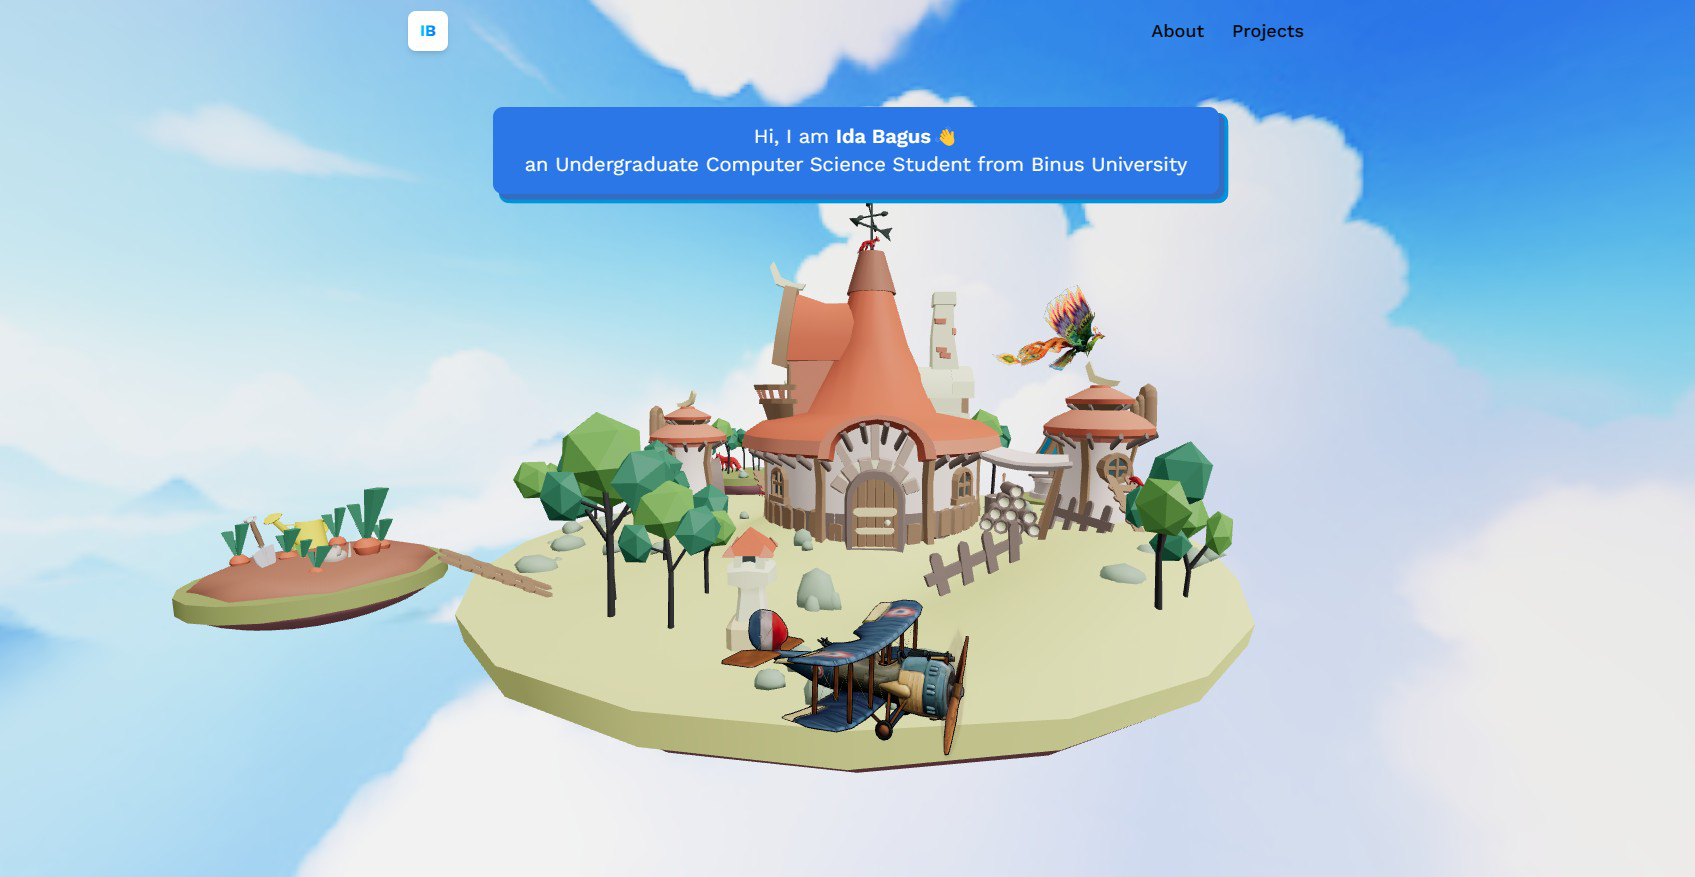 IB
About Projects
Hi, I am Ida Bagus 👋
an Undergraduate Computer Science Student from Binus University